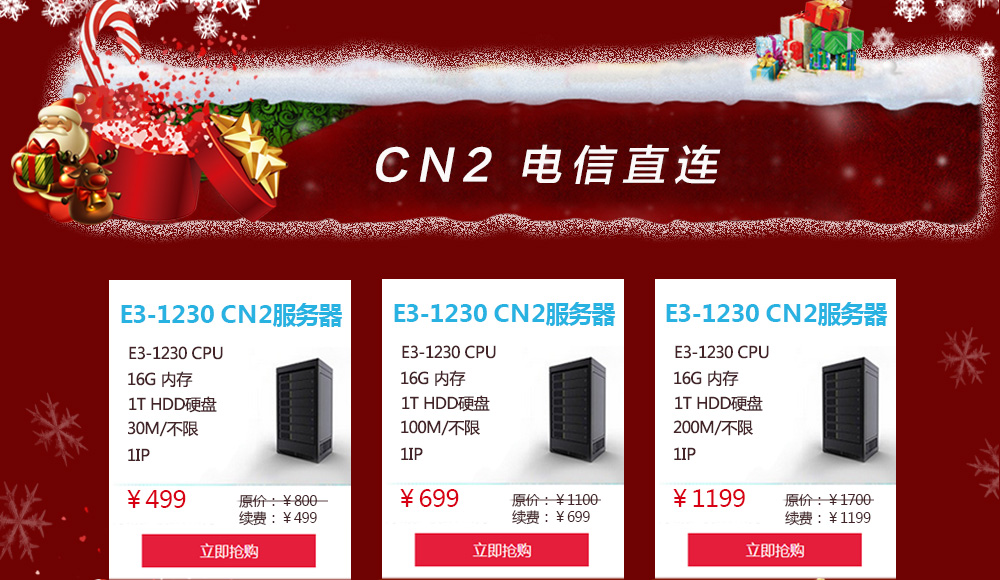 CN2 电信直连
E3-1230 CN2服务器
E3-1230 CPU
16G 内存
1T HDD硬盘
30M/不限
1IP
¥499
原价：¥800
续费：¥499
立即抢购
E3-1230 CN2服务器
E3-1230 CPU
16G 内存
1T HDD硬盘
100M/不限
1IP
¥699
原价：¥1100
续费：¥699
立即抢购
E3-1230 CN2服务器
E3-1230 CPU
16G 内存
1T HDD硬盘
200M/不限
1IP
¥1199
原价：¥1700
续费：¥1199
立即抢购